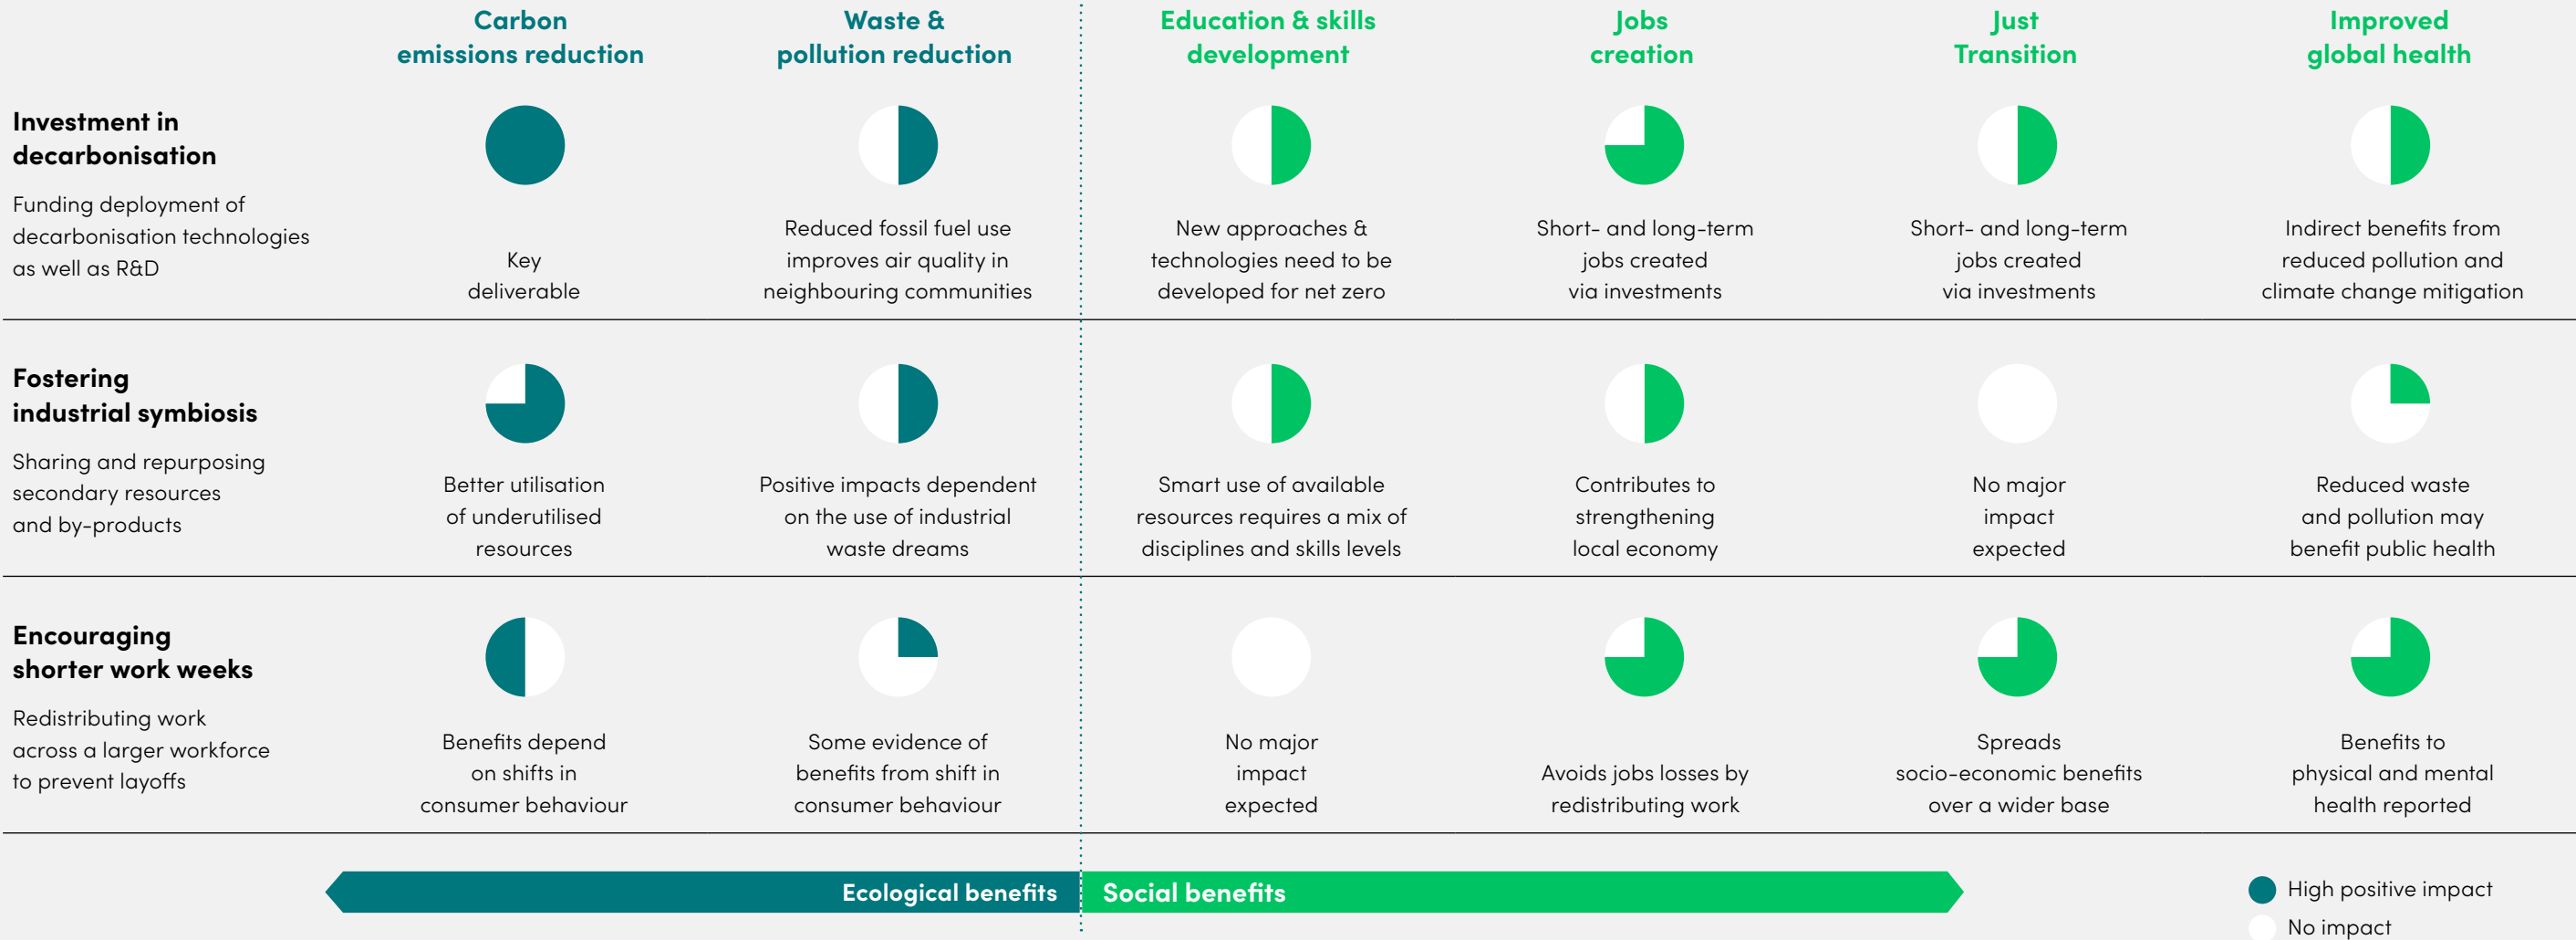 Carbon
emissions reduction
Waste &
pollution reduction
Education & skills
development
Jobs
creation
Just
Transition
Improved
global health
Investment in
decarbonisation
Funding deployment of
decarbonisation technologies
as well as R&D
Key
deliverable
Reduced fossil fuel use
improves air quality in
neighbouring communities
New approaches &
technologies need to be
developed for net zero
Short- and long-term
jobs created
via investments
Short- and long-term
jobs created
via investments
Indirect benefits from
reduced pollution and
climate change mitigation
Fostering
industrial symbiosis
Sharing and repurposing
secondary resources
and by-products
Better utilisation
of underutilised
resources
Positive impacts dependent
on the use of industrial
waste dreams
Smart use of available
resources requires a mix of
disciplines and skills levels
Contributes to
strengthening
local economy
No major
impact
expected
Reduced waste
and pollution may
benefit public health
Encouraging
shorter work weeks
Redistributing work
across a larger workforce
to prevent layoffs
Benefits depend
on shifts in
consumer behaviour
Some evidence of
benefits from shift in
consumer behaviour
No major
impact
expected
Avoids jobs losses by
redistributing work
Spreads
socio-economic benefits
over a wider base
Benefits to
physical and mental
health reported
Ecological benefits
Social benefits
High positive impact
No impact